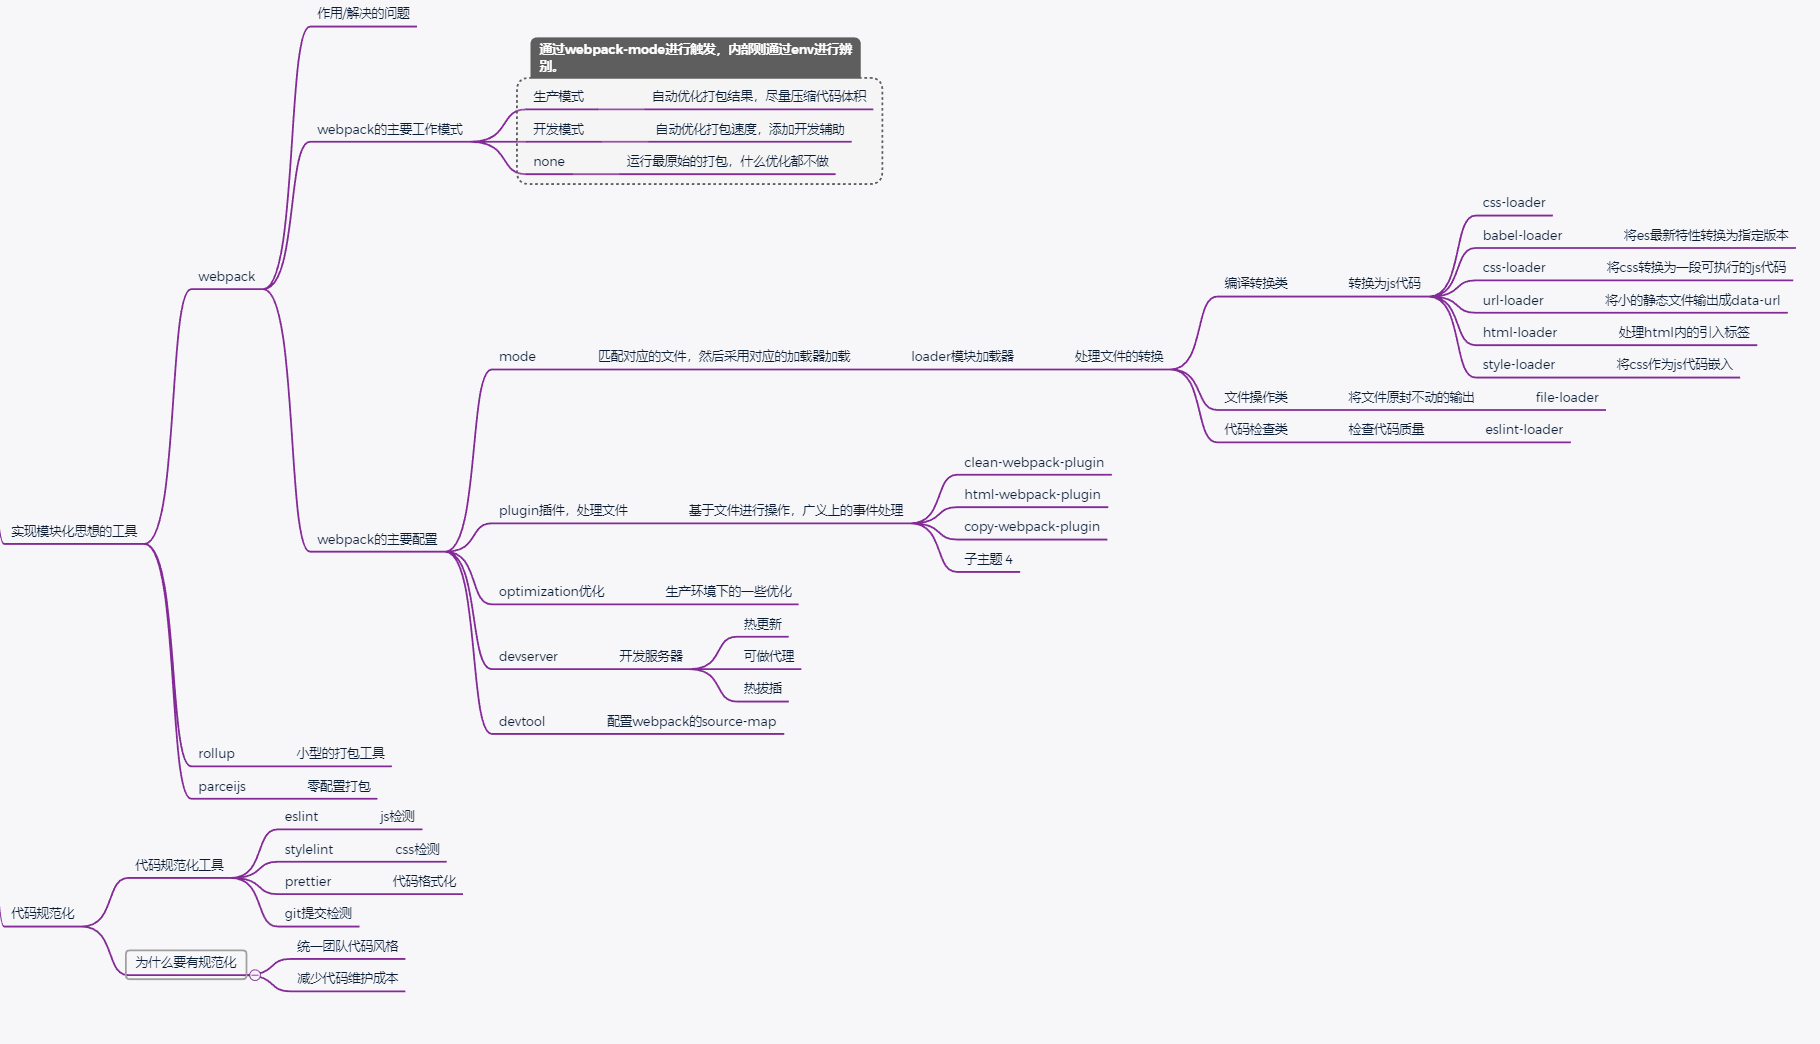 作用/解决的问题
通过webpack-mode进行触发，内部则通过env进行辨
别。
生产模式 自动优化打包结果，尽量压缩代码体积
webpack的主要工作模式 开发模式 自动优化打包速度，添加开发辅助
none 运行最原始的打包，什么优化都不做
css-loader
babel-loader 将es最新特性转换为指定版本
css-loader 将css转换为一段可执行的js代码
webpack
编译转换类 转换为js代码
url-loader 将小的静态文件输出成data-url
html-loader 处理html内的引入标签
mode 匹配对应的文件，然后采用对应的加载器加载 loader模块加载器 处理文件的转换
style-loader 将css作为js代码嵌入
文件操作类 将文件原封不动的输出 file-loader
代码检查类 检查代码质量 eslint-loader
clean-webpack-plugin
html-webpack-plugin
plugin插件，处理文件 基于文件进行操作，广义上的事件处理
copy-webpack-plugin
实现模块化思想的工具
webpack的主要配置
子主题 4
optimization优化 生产环境下的一些优化
热更新
devserver 开发服务器 可做代理
热拔插
devtool 配置webpack的source-map
rollup 小型的打包工具
parceijs 零配置打包
eslint js检测
stylelint css检测
代码规范化工具
prettier 代码格式化
代码规范化
git提交检测
统一团队代码风格
为什么要有规范化
减少代码维护成本